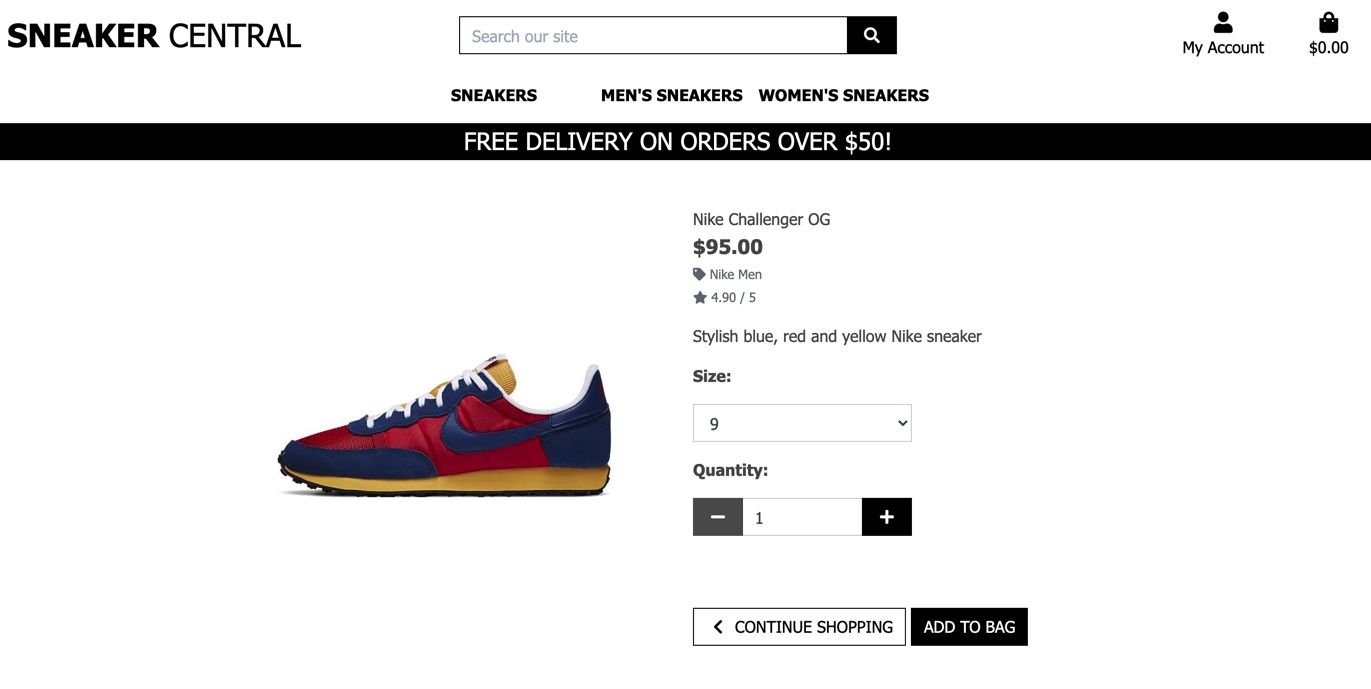 SNEAKER CENTRAL
Search our site
My Account
$0.00
SNEAKERS
MEN'S SNEAKERS
WOMEN'S SNEAKERS
FREE DELIVERY ON ORDERS OVER $50!
Nike Challenger OG
$95.00
Nike Men
4.90 / 5
Stylish blue, red and yellow Nike sneaker
Size:
9
Quantity:
1
CONTINUE SHOPPING
ADD TO BAG